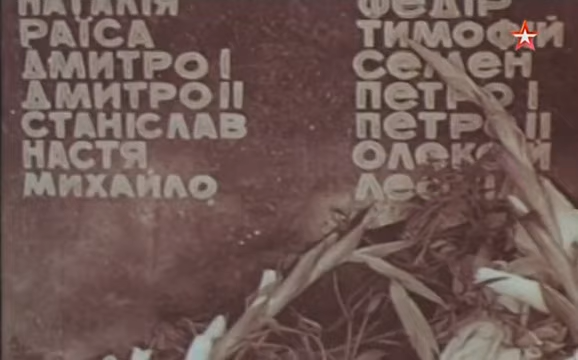 НАТАЛІЯ
РАЇСА
ДМИТРО І
ДМИТРО ІІ
СТАНІСЛАВ
НАСТЯ
МИХАЙЛО
ФЕДІР
ТИМОФІЙ
СЕМЕН
ПЕТРО І
ПЕТРО ІІ
ОЛЕКСІЙ